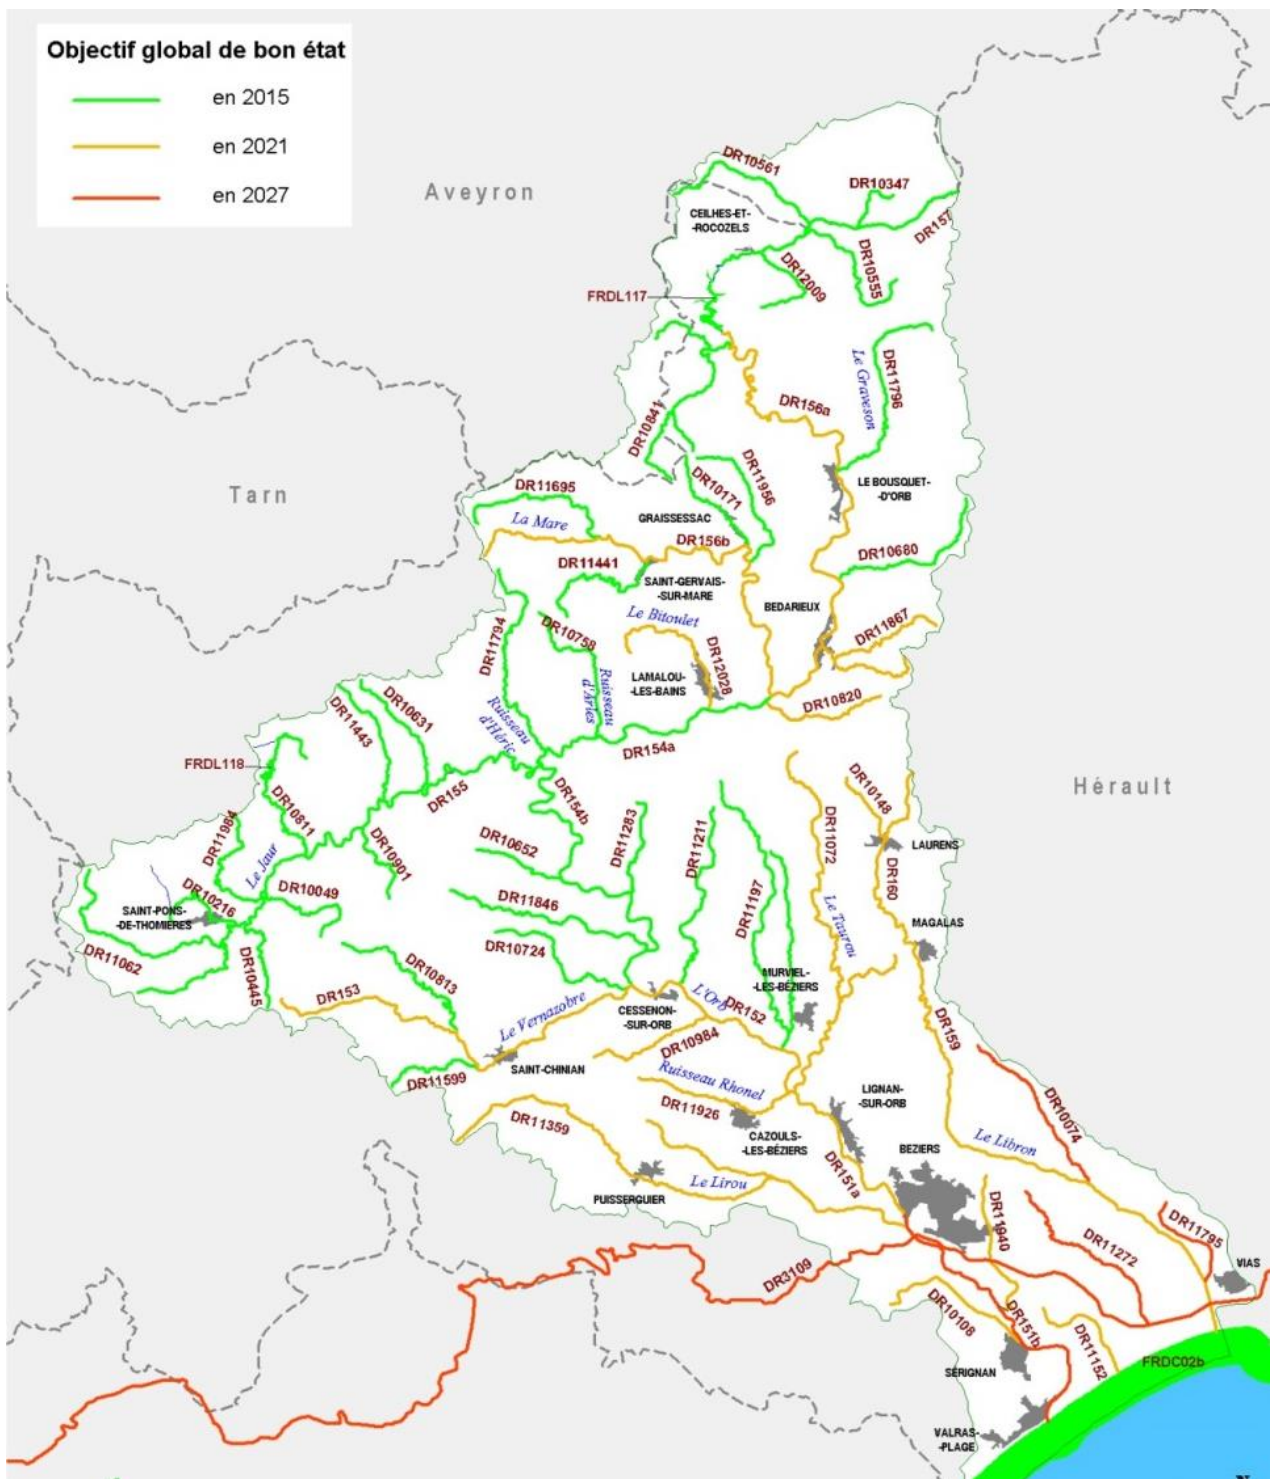 Objectif global de bon état
en 2015
en 2021
en 2027
Aveyron
Tarn
Hérault
DR10561
DR10347
CEILHES-ET-
-ROCOZELS
DR157
DR12009
DR10555
FRDL117
Le Graveson
DR11796
DR156a
DR10841
DR11956
DR10171
LE BOUSQUET-
-D'ORB
DR11695
La Mare
GRAISSESSAC
DR156b
DR10680
DR11441
SAINT-GERVAIS-
-SUR-MARE
BEDARIEUX
Le Bitoulet
DR11867
DR11794
DR10758
DR12028
LAMALOU-
-LES-BAINS
Ruisseau
d'Arles
DR10820
DR10631
DR11443
Ruisseau
d'Héric
DR154a
FRDL118
DR155
DR154b
DR10148
DR10811
DR11984
DR11283
DR11211
DR11072
LAURENS
Le Jaur
DR10901
DR10652
DR160
DR10049
DR11846
DR11197
DR10216
SAINT-PONS-
-DE-THOMIERES
Le Taurou
MAGALAS
DR10724
DR11062
DR10445
DR10813
MURVIEL-
-LES-BÉZIERS
DR153
L'Orb
DR152
CESSENON-
-SUR-ORB
Le Vernazobre
DR159
DR10984
SAINT-CHINIAN
DR11599
Ruisseau Rhonel
LIGNAN-
-SUR-ORB
DR10074
DR11926
DR11359
CAZOULS-
-LES-BÉZIERS
BEZIERS
Le Libron
PUISSERGUIER
Le Lirou
DR151a
DR11940
DR11795
DR11272
VIAS
DR3109
DR10108
DR151b
DR11152
FRDC02b
SÉRIGNAN
VALRAS-
-PLAGE